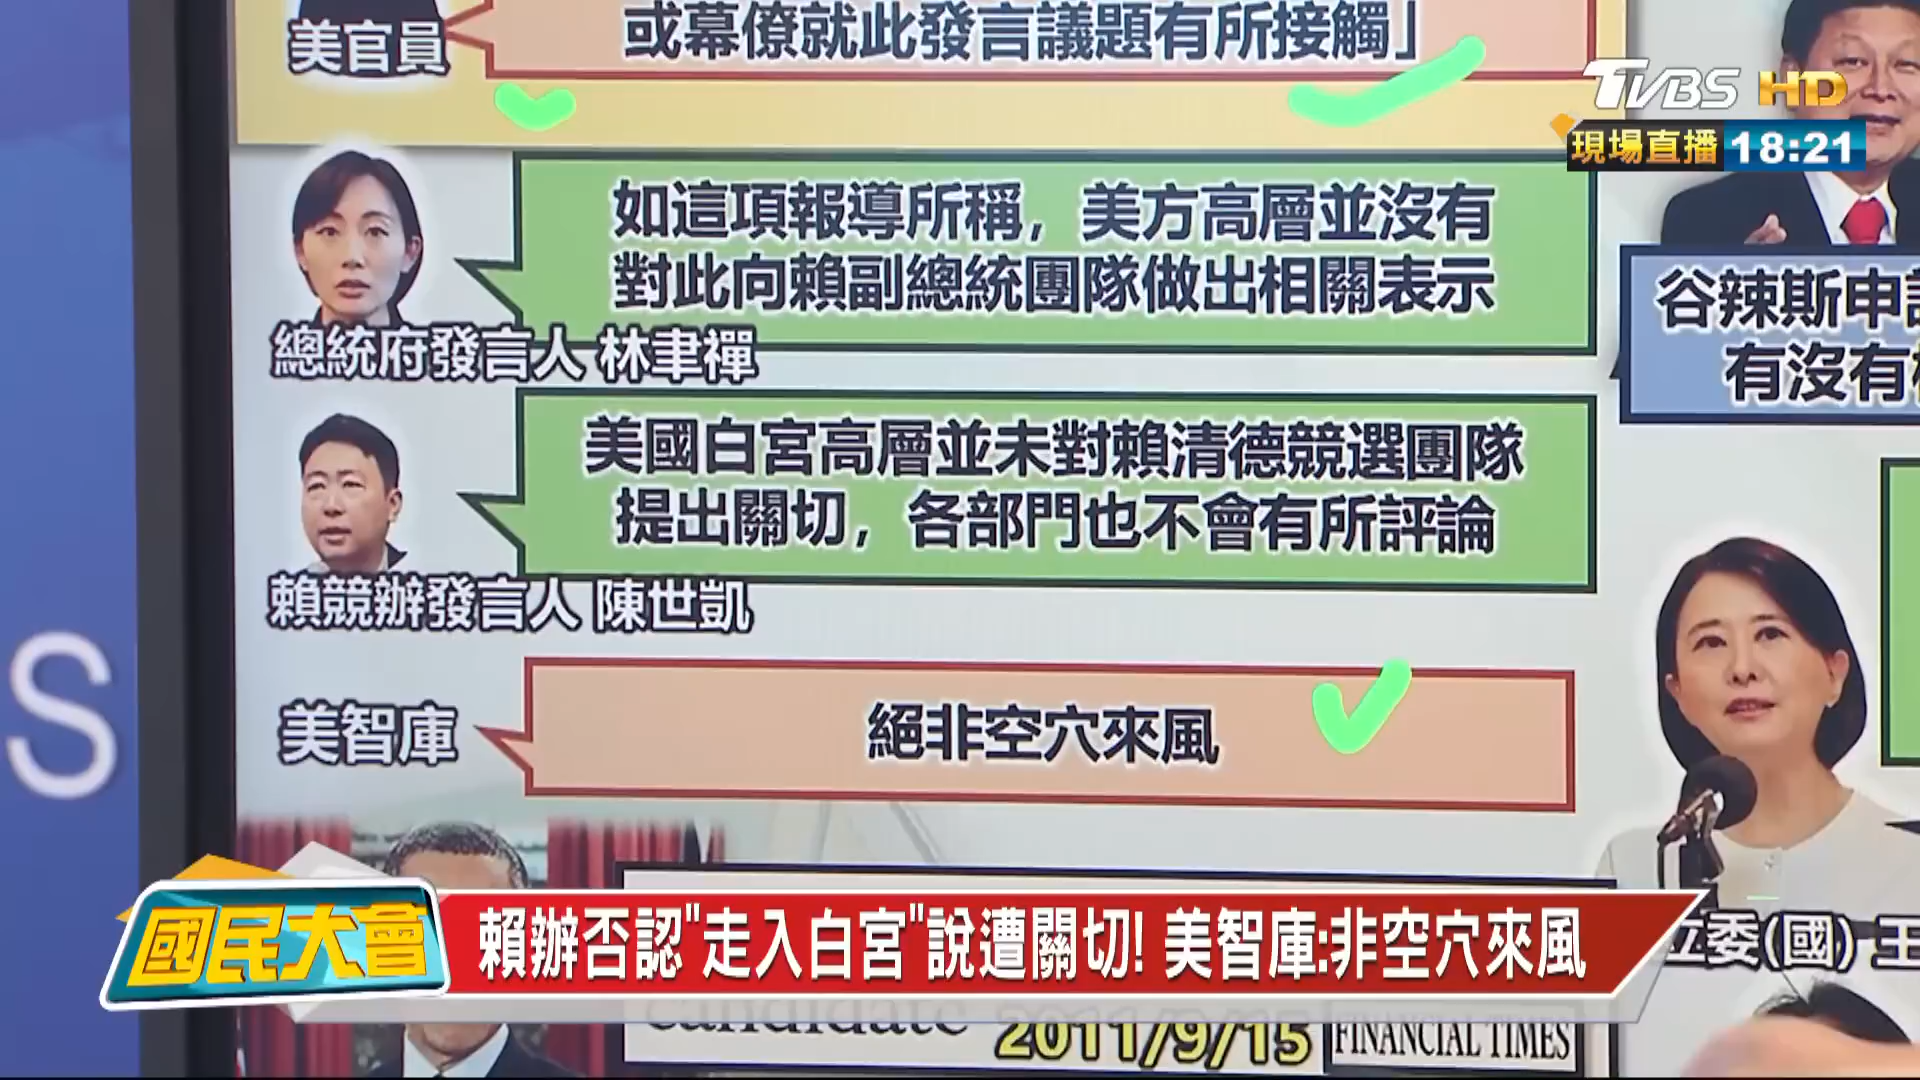 美官員
或幕僚就此發言議題有所接觸」
TVBS HD
現場直播 18:21
如這項報導所稱，美方高層並沒有
對此向賴副總統團隊做出相關表示
總統府發言人 林聿禪
谷辣斯申
有沒有
美國白宮高層並未對賴清德競選團隊
提出關切，各部門也不會有所評論
賴競辦發言人 陳世凱
S
美智庫
絕非空穴來風
國民大會
賴辦否認"走入白宮"說遭關切! 美智庫:非空穴來風
立委(國) 王
candidate
2011/9/15
FINANCIAL TIMES